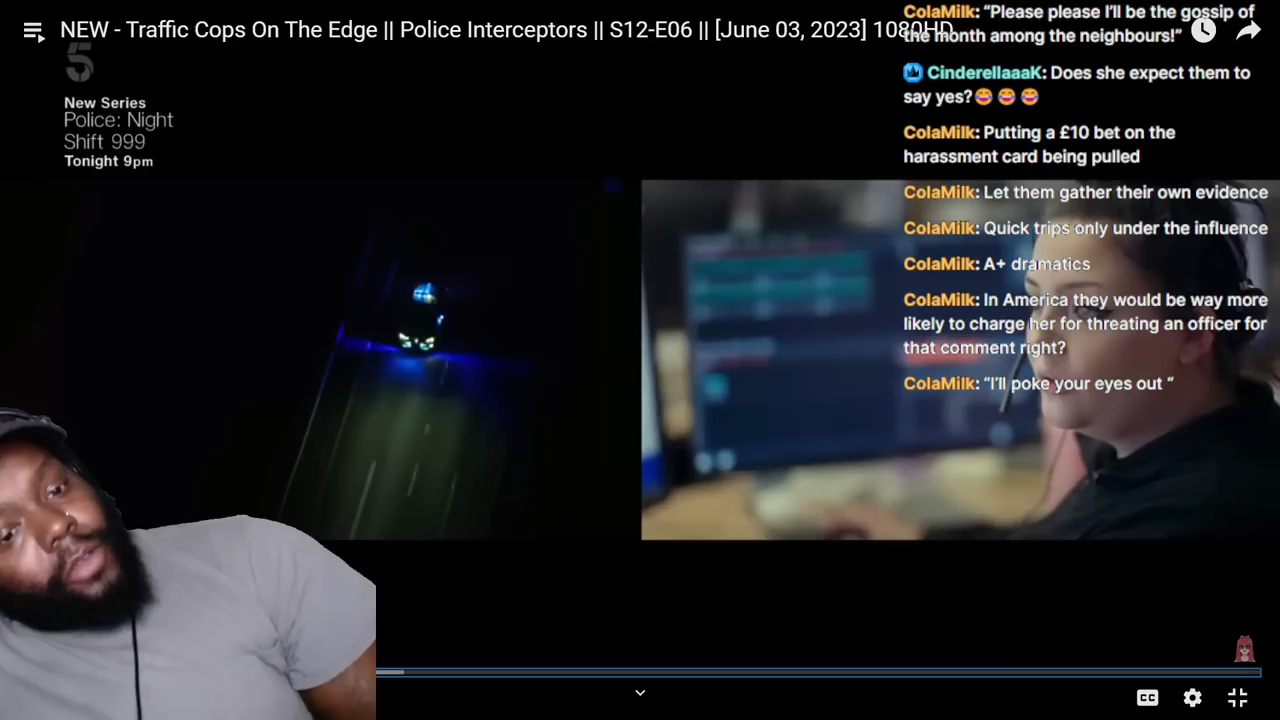 NEW - Traffic Cops On The Edge || Police Interceptors || S12-E06 || [June 03, 2023] 1080HD
5
New Series
Police: Night
Shift 999
Tonight 9pm
ColaMilk: “Please please I’ll be the gossip of
the month among the neighbours!”
CinderellaaaK: Does she expect them to
say yes?😂 😂 😂
ColaMilk: Putting a £10 bet on the
harassment card being pulled
ColaMilk: Let them gather their own evidence
ColaMilk: Quick trips only under the influence
ColaMilk: A+ dramatics
ColaMilk: In America they would be way more
likely to charge her for threating an officer for
that comment right?
ColaMilk: “I’ll poke your eyes out “
CC